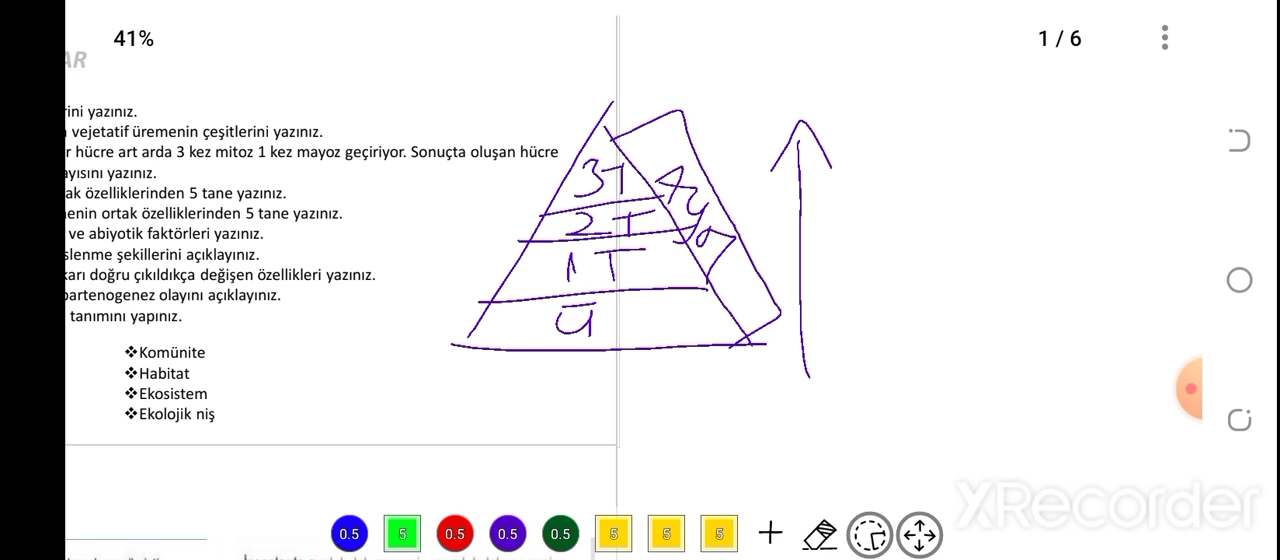 41%
1 / 6
AR
rini yazınız.
vejetatif üremenin çeşitlerini yazınız.
r hücre art arda 3 kez mitoz 1 kez mayoz geçiriyor. Sonuçta oluşan hücre
ayısını yazınız.
ak özelliklerinden 5 tane yazınız.
enin ortak özelliklerinden 5 tane yazınız.
ve abiyotik faktörleri yazınız.
slenme şekillerini açıklayınız.
karı doğru çıkıldıkça değişen özellikleri yazınız.
partenogenez olayını açıklayınız.
tanımını yapınız.
❖Komünite
❖Habitat
❖Ekosistem
❖Ekolojik niş
3T
2T
1T
Ü
0.5 5 0.5 0.5 0.5 5 5 5
XRecorder